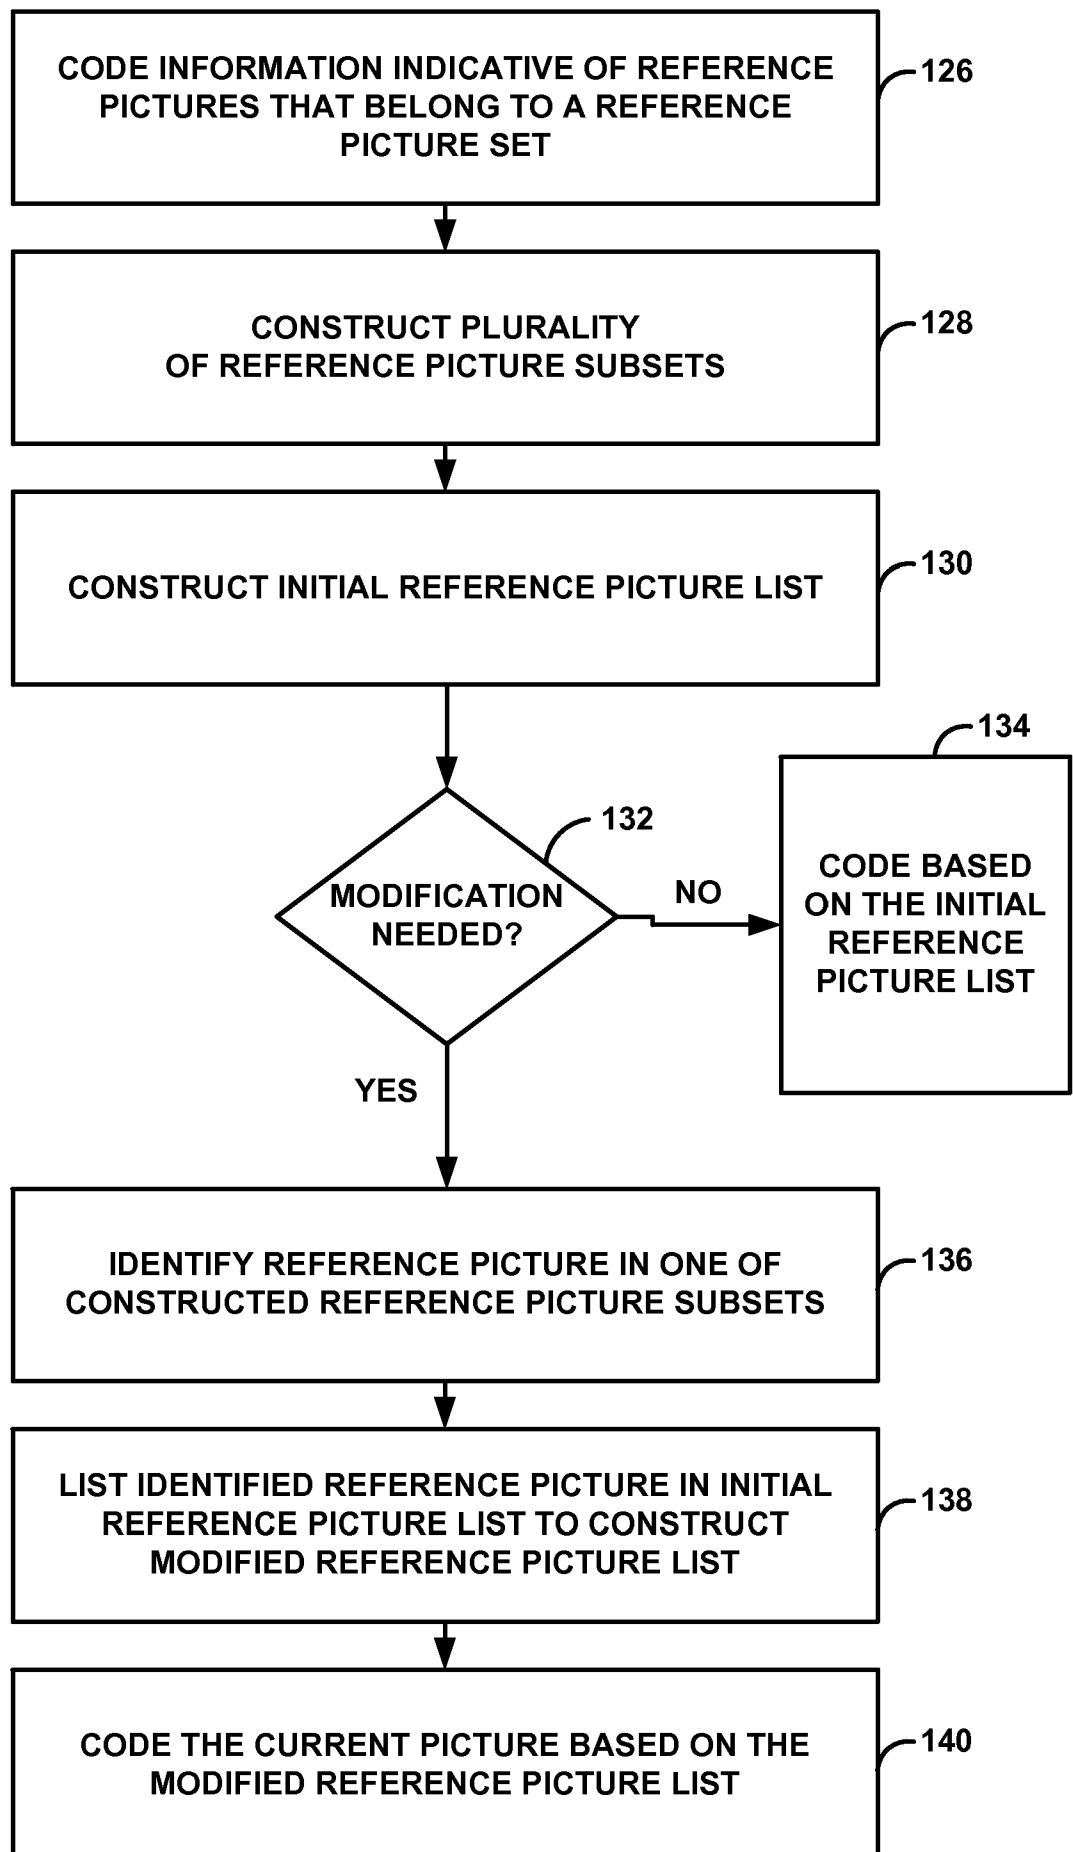 CODE INFORMATION INDICATIVE OF REFERENCE
PICTURES THAT BELONG TO A REFERENCE
PICTURE SET
126
CONSTRUCT PLURALITY
OF REFERENCE PICTURE SUBSETS
128
CONSTRUCT INITIAL REFERENCE PICTURE LIST
130
132
MODIFICATION
NEEDED?
NO
134
CODE BASED
ON THE INITIAL
REFERENCE
PICTURE LIST
YES
IDENTIFY REFERENCE PICTURE IN ONE OF
CONSTRUCTED REFERENCE PICTURE SUBSETS
136
LIST IDENTIFIED REFERENCE PICTURE IN INITIAL
REFERENCE PICTURE LIST TO CONSTRUCT
MODIFIED REFERENCE PICTURE LIST
138
CODE THE CURRENT PICTURE BASED ON THE
MODIFIED REFERENCE PICTURE LIST
140